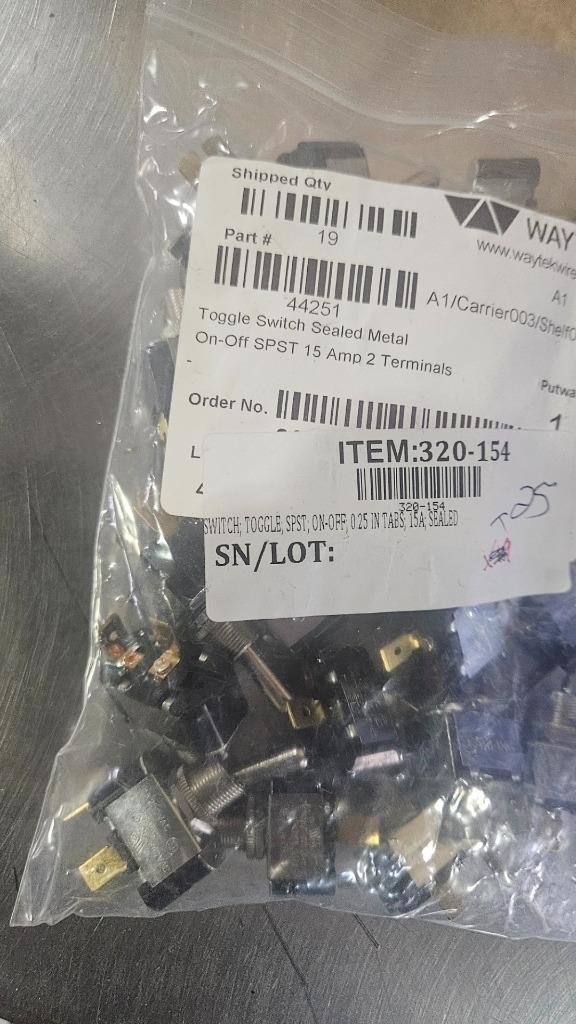 Shipped Qty
19
WAY
www.waytekwire
Part #
44251
A1
A1/Carrier003/Shelf0
Toggle Switch Sealed Metal
On-Off SPST 15 Amp 2 Terminals
-
Putwa
Order No.
1
L
4
ITEM:320-154
320-154
SWITCH; TOGGLE; SPST; ON-OFF; 0.25 IN TABS; 15A; SEALED
SN/LOT:
25